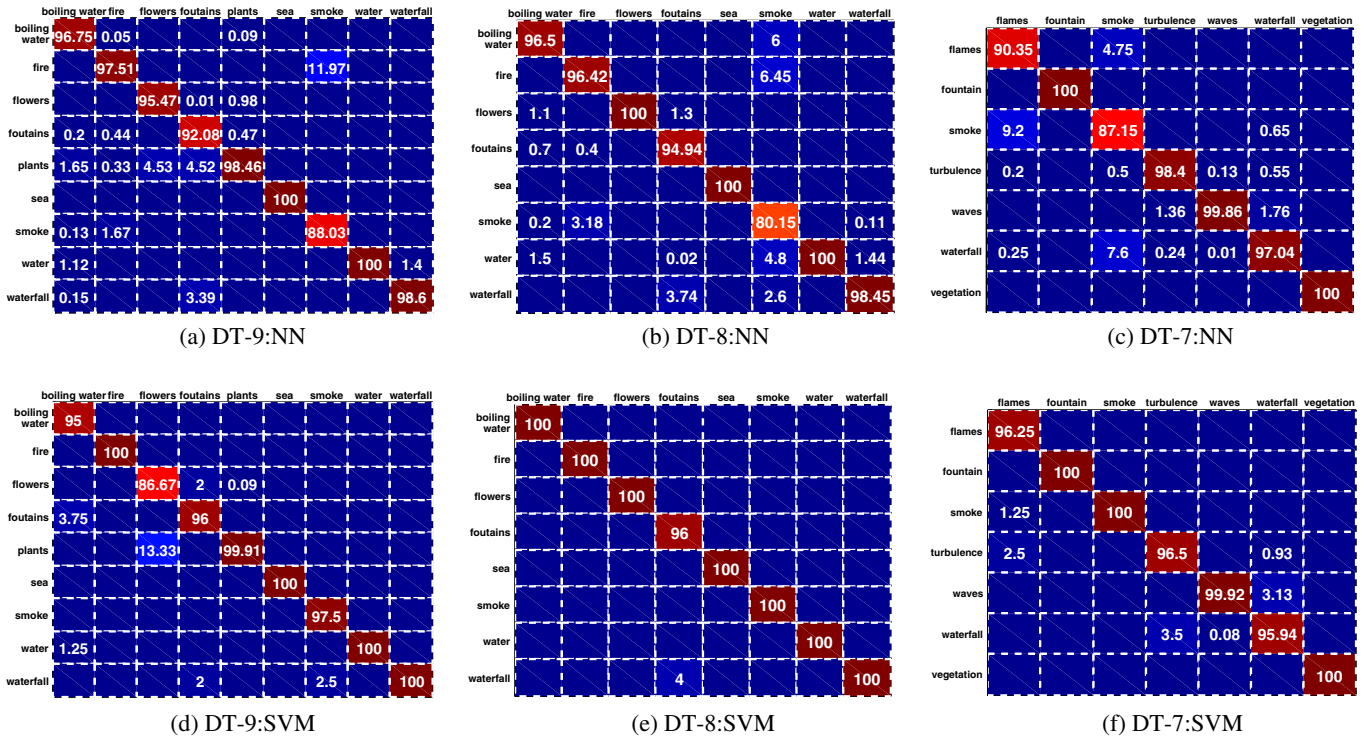 boiling water fire flowers foutains plants sea smoke water waterfall
boiling water 96.75 0.05 0.09
fire 97.51 11.97
flowers 95.47 0.01 0.98
foutains 0.2 0.44 92.08 0.47
plants 1.65 0.33 4.53 4.52 98.46
sea 100
smoke 0.13 1.67 88.03
water 1.12 100 1.4
waterfall 0.15 3.39 98.6
(a) DT-9:NN
boiling water fire flowers foutains sea smoke water waterfall
boiling water 96.5 6
fire 96.42 6.45
flowers 1.1 100 1.3
foutains 0.7 0.4 94.94
sea 100
smoke 0.2 3.18 80.15 0.11
water 1.5 0.02 4.8 100 1.44
waterfall 3.74 2.6 98.45
(b) DT-8:NN
flames fountain smoke turbulence waves waterfall vegetation
flames 90.35 4.75
fountain 100
smoke 9.2 87.15 0.65
turbulence 0.2 0.5 98.4 0.13 0.55
waves 1.36 99.86 1.76
waterfall 0.25 7.6 0.24 0.01 97.04
vegetation 100
(c) DT-7:NN
boiling water fire flowers foutains plants sea smoke water waterfall
boiling water 95
fire 100
flowers 86.67 2 0.09
foutains 3.75 96
plants 13.33 99.91
sea 100
smoke 97.5
water 1.25 100
waterfall 2 2.5 100
(d) DT-9:SVM
boiling water fire flowers foutains sea smoke water waterfall
boiling water 100
fire 100
flowers 100
foutains 96
sea 100
smoke 100
water 100
waterfall 4 100
(e) DT-8:SVM
flames fountain smoke turbulence waves waterfall vegetation
flames 96.25
fountain 100
smoke 1.25 100
turbulence 2.5 96.5 0.93
waves 99.92 3.13
waterfall 3.5 0.08 95.94
vegetation 100
(f) DT-7:SVM